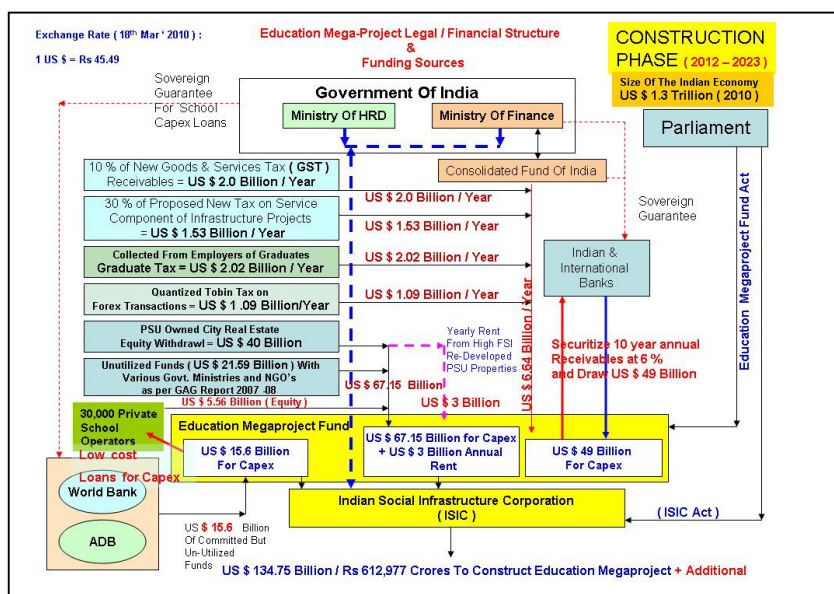 Exchange Rate ( 18th Mar ' 2010 ) :
1 US $ = Rs 45.49
Education Mega-Project Legal / Financial Structure
&
Funding Sources
CONSTRUCTION
PHASE ( 2012 – 2023 )
Size Of The Indian Economy
US $ 1.3 Trillion ( 2010 )
Sovereign
Guarantee
For School
Capex Loans
Government Of India
Ministry Of HRD
Ministry Of Finance
Parliament
Consolidated Fund Of India
10 % of New Goods & Services Tax ( GST )
Receivables = US $ 2.0 Billion / Year
US $ 2.0 Billion / Year
30 % of Proposed New Tax on Service
Component of Infrastructure Projects
= US $ 1.53 Billion / Year
US $ 1.53 Billion / Year
Collected From Employers of Graduates
Graduate Tax = US $ 2.02 Billion / Year
US $ 2.02 Billion / Year
Quantized Tobin Tax on
Forex Transactions = US $ 1 .09 Billion/Year
US $ 1.09 Billion / Year
Sovereign
Guarantee
Indian &
International
Banks
Education Megaproject Fund Act
PSU Owned City Real Estate
Equity Withdrawl = US $ 40 Billion
Unutilized Funds ( US $ 21.59 Billion ) With
Various Govt. Ministries and NGO's
as per GAG Report 2007 -08
US $ 5.56 Billion ( Equity )
US $ 67.15 Billion
Yearly Rent
From High FSI
Re-Developed
PSU Properties
US $ 3 Billion
US $ 6.64 Billion / Year
Securitize 10 year annual
Receivables at 6 %
and Draw US $ 49 Billion
30,000 Private
School
Operators
Low cost
Loans for Capex
Education Megaproject Fund
US $ 15.6 Billion
For Capex
US $ 67.15 Billion for Capex
+ US $ 3 Billion Annual
Rent
US $ 49 Billion
For Capex
World Bank
ADB
US $ 15.6 Billion
Of Committed But
Un-Utilized
Funds
Indian Social Infrastructure Corporation
( ISIC )
( ISIC Act )
US $ 134.75 Billion / Rs 612,977 Crores To Construct Education Megaproject + Additional